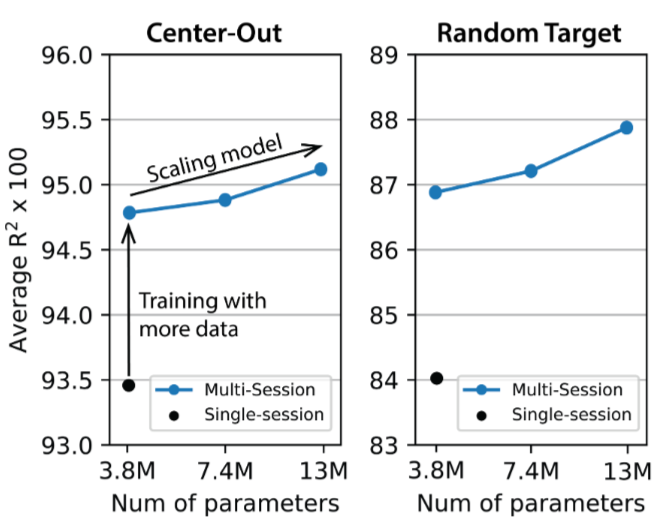 Center-Out
Random Target
96.0
95.5
95.0
94.5
94.0
93.5
93.0
Average R² x 100
Scaling model
Training with
more data
Multi-Session
Single-session
3.8M 7.4M 13M
Num of parameters
89
88
87
86
85
84
83
Multi-Session
Single-session
3.8M 7.4M 13M
Num of parameters